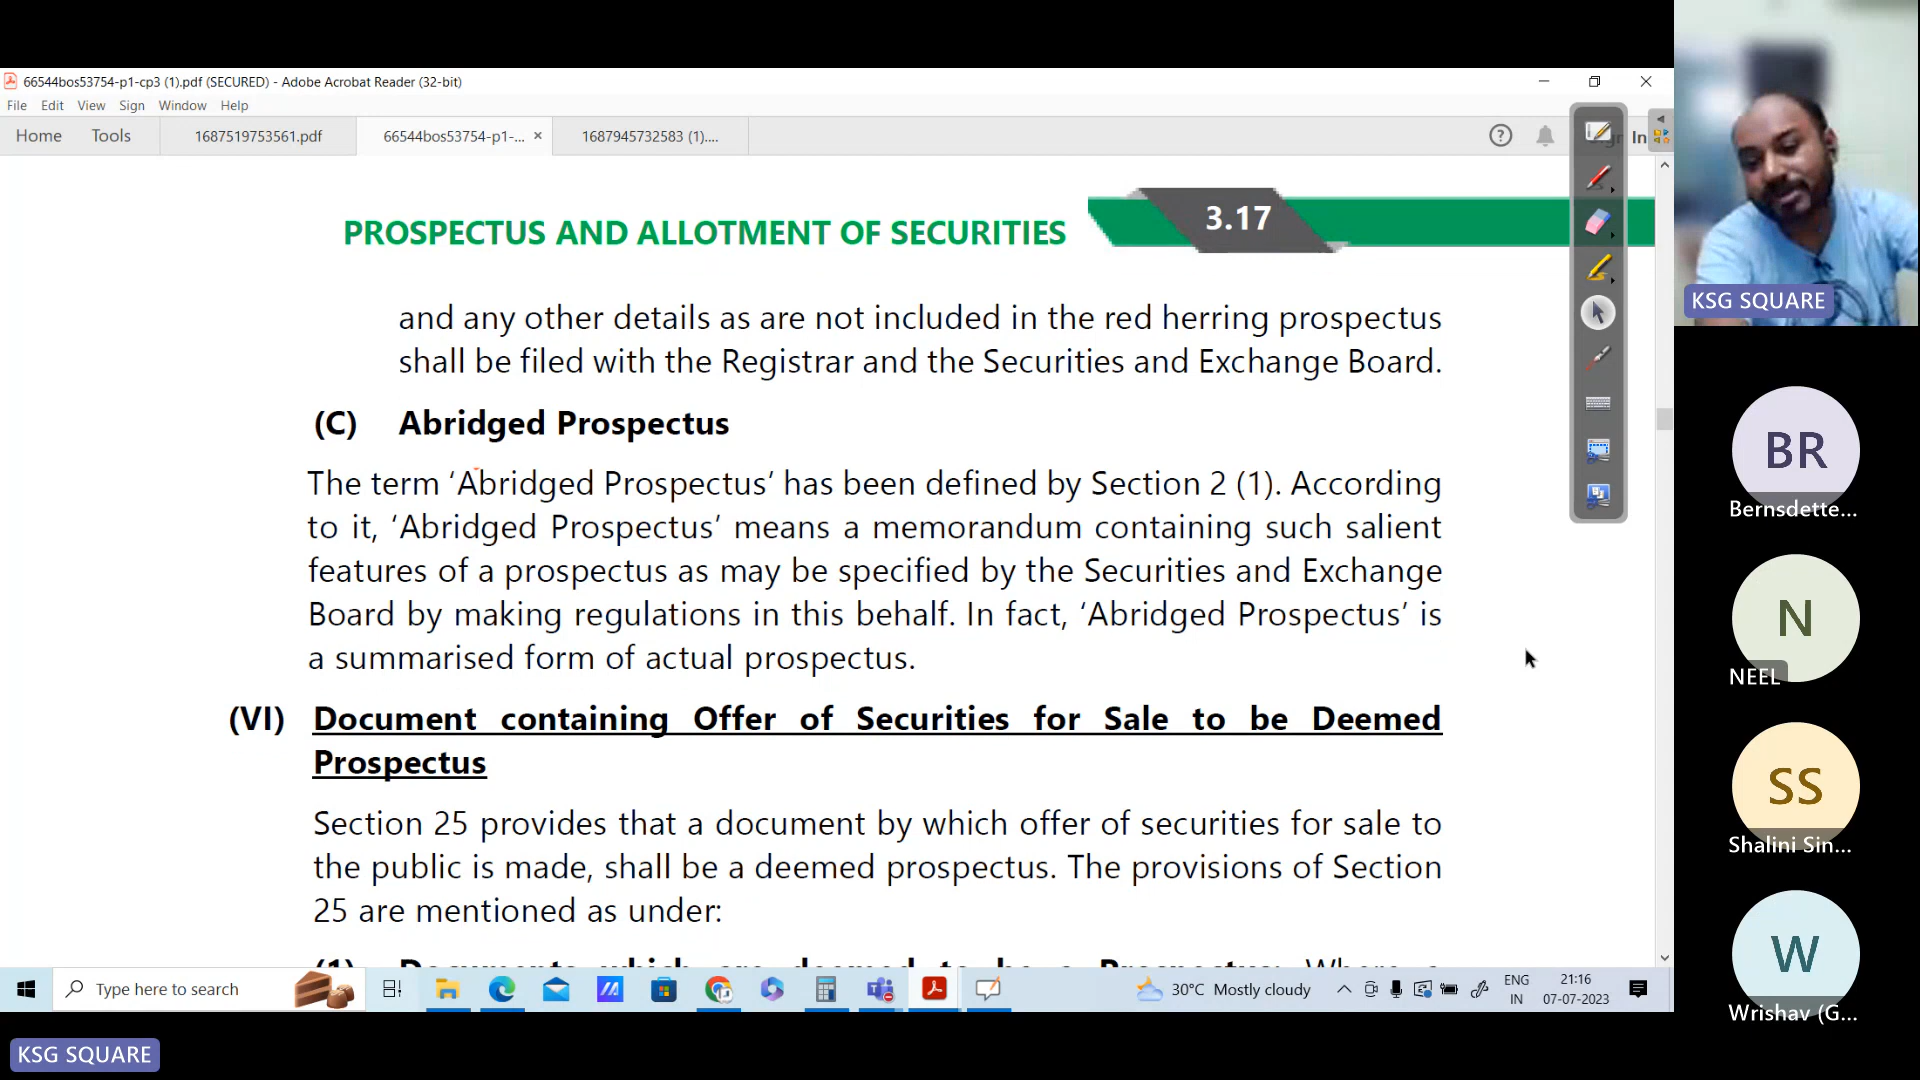 66544bos53754-p1-cp3 (1).pdf (SECURED) - Adobe Acrobat Reader (32-bit)
File Edit View Sign Window Help
Home Tools 1687519753561.pdf 66544bos53754-p1-... × 1687945732583 (1)....
In
PROSPECTUS AND ALLOTMENT OF SECURITIES 3.17
and any other details as are not included in the red herring prospectus
shall be filed with the Registrar and the Securities and Exchange Board.
(C) Abridged Prospectus
The term ‘Abridged Prospectus’ has been defined by Section 2 (1). According
to it, ‘Abridged Prospectus’ means a memorandum containing such salient
features of a prospectus as may be specified by the Securities and Exchange
Board by making regulations in this behalf. In fact, ‘Abridged Prospectus’ is
a summarised form of actual prospectus.
(VI) Document containing Offer of Securities for Sale to be Deemed
Prospectus
Section 25 provides that a document by which offer of securities for sale to
the public is made, shall be a deemed prospectus. The provisions of Section
25 are mentioned as under:
Type here to search
30°C Mostly cloudy
ENG
IN
21:16
07-07-2023
KSG SQUARE
KSG SQUARE
BR
Bernsdette...
N
NEEL
SS
Shalini Sin...
W
Wrishav (G...